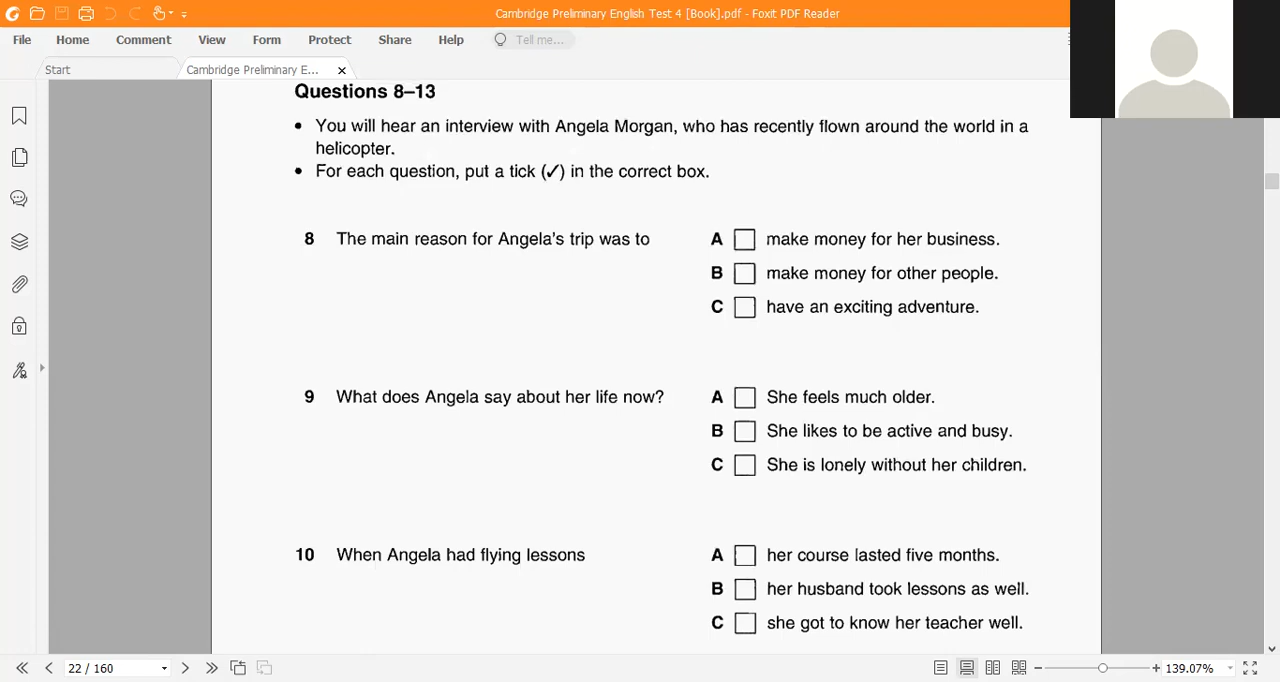 Cambridge Preliminary English Test 4 [Book].pdf - Foxit PDF Reader
File Home Comment View Form Protect Share Help Tell me...
Start Cambridge Preliminary E...
Questions 8–13
• You will hear an interview with Angela Morgan, who has recently flown around the world in a
helicopter.
• For each question, put a tick (✓) in the correct box.
8 The main reason for Angela's trip was to A make money for her business.
B make money for other people.
C have an exciting adventure.
9 What does Angela say about her life now? A She feels much older.
B She likes to be active and busy.
C She is lonely without her children.
10 When Angela had flying lessons A her course lasted five months.
B her husband took lessons as well.
C she got to know her teacher well.
22 / 160 139.07%